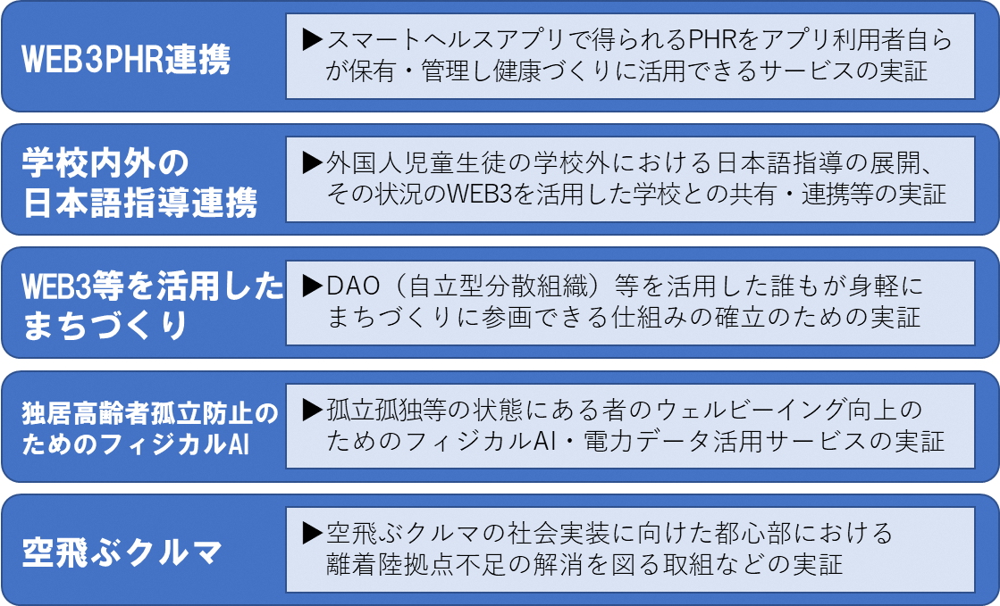 WEB3PHR連携
▶スマートヘルスアプリで得られるPHRをアプリ利用者自ら
が保有・管理し健康づくりに活用できるサービスの実証
学校内外の
日本語指導連携
▶外国人児童生徒の学校外における日本語指導の展開、
その状況のWEB3を活用した学校との共有・連携等の実証
WEB3等を活用した
まちづくり
▶DAO（自立型分散組織）等を活用した誰もが身軽に
まちづくりに参画できる仕組みの確立のための実証
独居高齢者孤立防止の
ためのフィジカルAI
▶孤立孤独等の状態にある者のウェルビーイング向上の
ためのフィジカルAI・電力データ活用サービスの実証
空飛ぶクルマ
▶空飛ぶクルマの社会実装に向けた都心部における
離着陸拠点不足の解消を図る取組などの実証